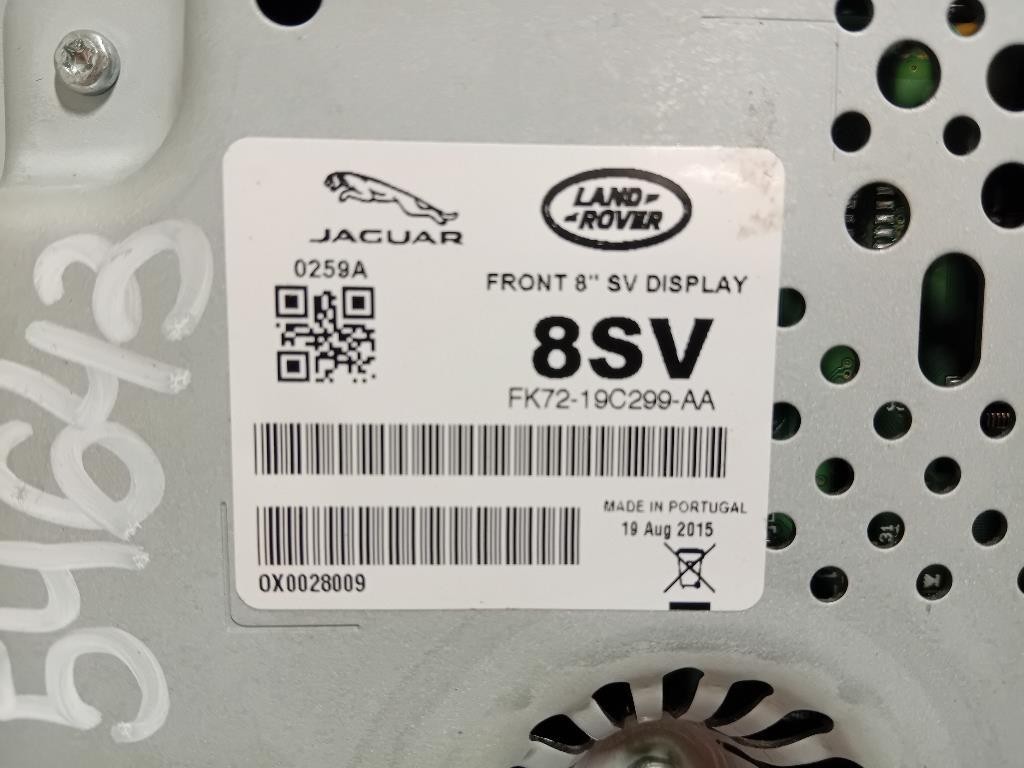 JAGUAR
LAND
ROVER
0259A
FRONT 8" SV DISPLAY
8SV
FK72-19C299-AA
MADE IN PORTUGAL
19 Aug 2015
0X0028009
54643
31